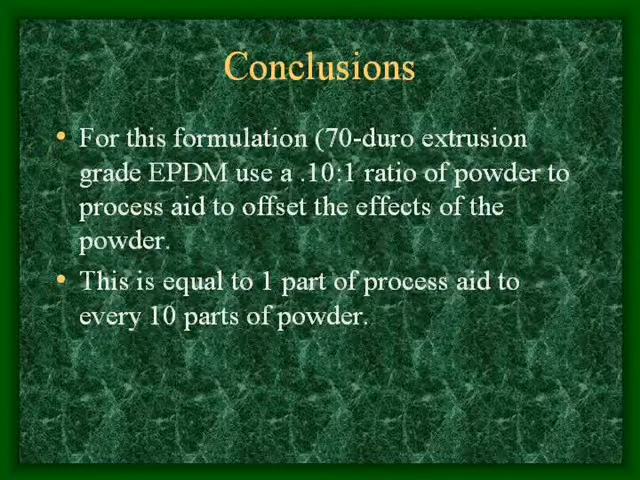 Conclusions
• For this formulation (70-duro extrusion
grade EPDM use a .10:1 ratio of powder to
process aid to offset the effects of the
powder.
• This is equal to 1 part of process aid to
every 10 parts of powder.